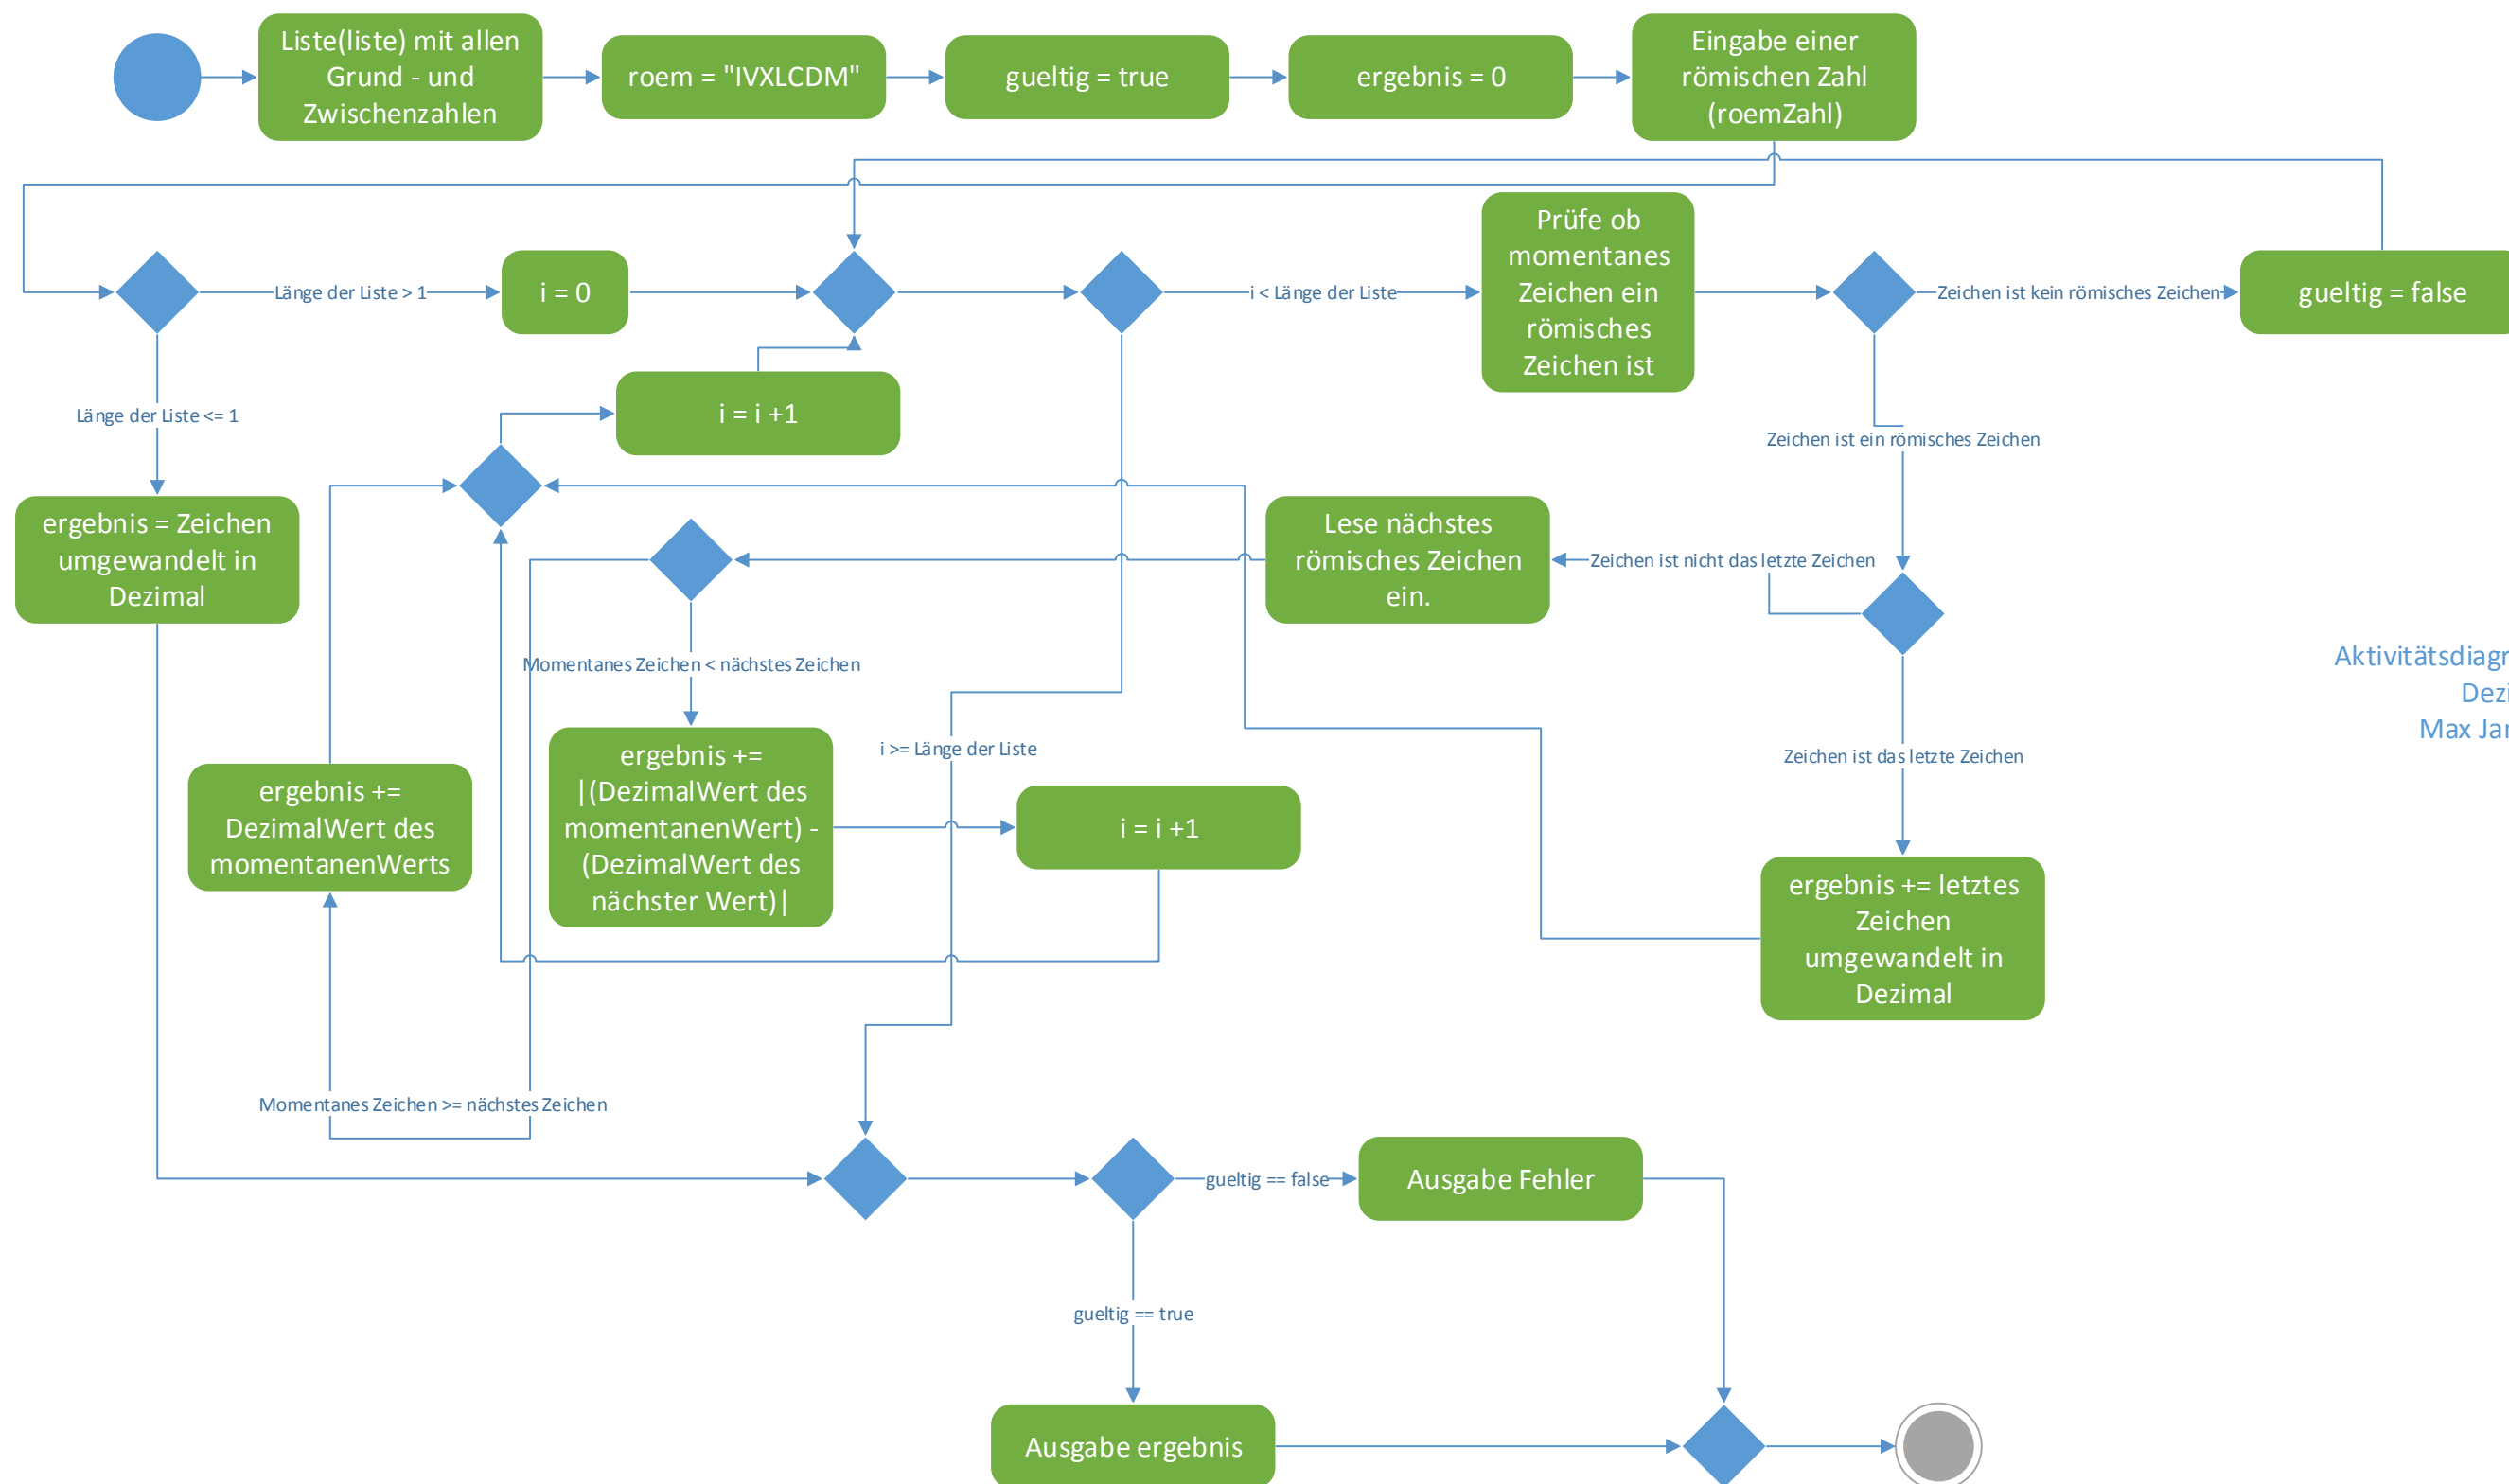 Liste(liste) mit allen
Grund - und
Zwischenzahlen
roem = "IVXLCDM"
gueltig = true
ergebnis = 0
Eingabe einer
römischen Zahl
(roemZahl)
Länge der Liste > 1
i = 0
i < Länge der Liste
Prüfe ob
momentanes
Zeichen ein
römisches
Zeichen ist
Zeichen ist kein römisches Zeichen
gueltig = false
Länge der Liste <= 1
i = i +1
Zeichen ist ein römisches Zeichen
ergebnis = Zeichen
umgewandelt in
Dezimal
Lese nächstes
römisches Zeichen
ein.
Zeichen ist nicht das letzte Zeichen
Momentanes Zeichen < nächstes Zeichen
i >= Länge der Liste
Zeichen ist das letzte Zeichen
ergebnis +=
DezimalWert des
momentanenWerts
ergebnis +=
|(DezimalWert des
momentanenWert) -
(DezimalWert des
nächster Wert)|
i = i +1
ergebnis += letztes
Zeichen
umgewandelt in
Dezimal
Momentanes Zeichen >= nächstes Zeichen
gueltig == false
Ausgabe Fehler
gueltig == true
Ausgabe ergebnis
Max